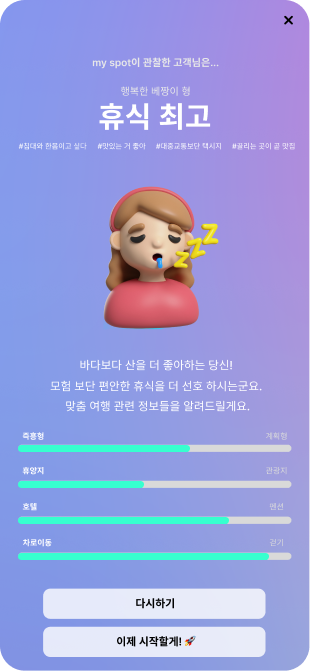 my spot이 관찰한 고객님은...
행복한 베짱이 형
휴식 최고
#침대와 한몸이고 싶다 #맛있는 거 좋아 #대중교통보단 택시지 #끌리는 곳이 곧 맛집
바다보다 산을 더 좋아하는 당신!
모험 보단 편안한 휴식을 더 선호 하시는군요.
맞춤 여행 관련 정보들을 알려드릴게요.
즉흥형 계획형
휴양지 관광지
호텔 펜션
차로이동 걷기
다시하기
이제 시작할게! 🚀